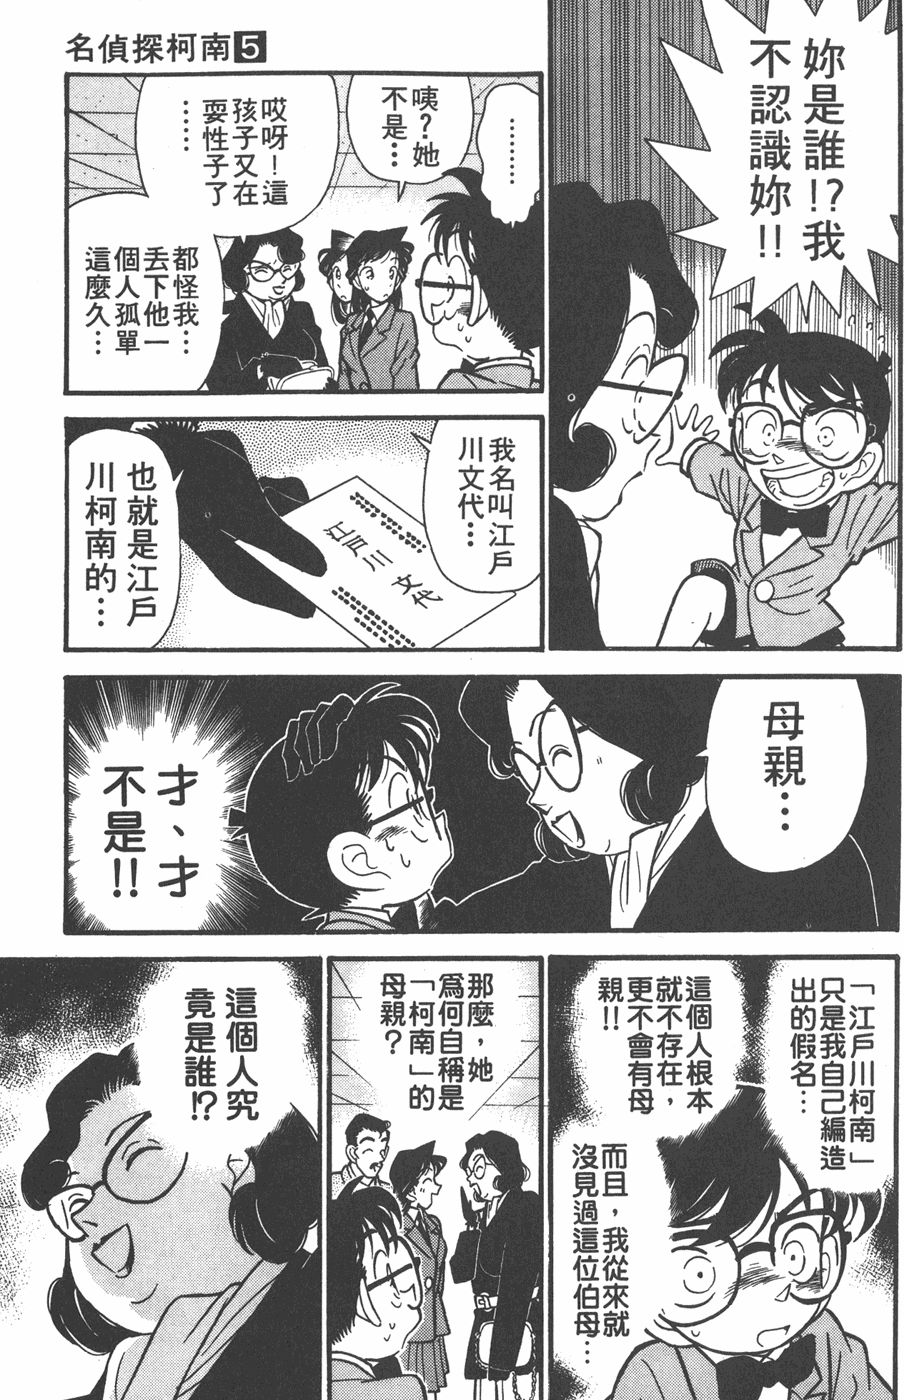 名偵探柯南5
妳是誰!?我
不認識妳!!
………
咦?她
不是…
哎呀!這
孩子又在
耍性子了
……
都怪我…
丟下他一
個人孤單
這麼久…
我名叫江戶
川文代…
江戶川 文代
也就是江戶
川柯南的…
母親…
才、才
不是!!
「江戶川柯南」
只是我自己編造
出的假名…
這個人根本
就不存在,
更不會有母
親!!
而且,我從來就
沒見過這位伯母…
那麼,她
為何自稱是
「柯南」的
母親?
這個人究
竟是誰!?